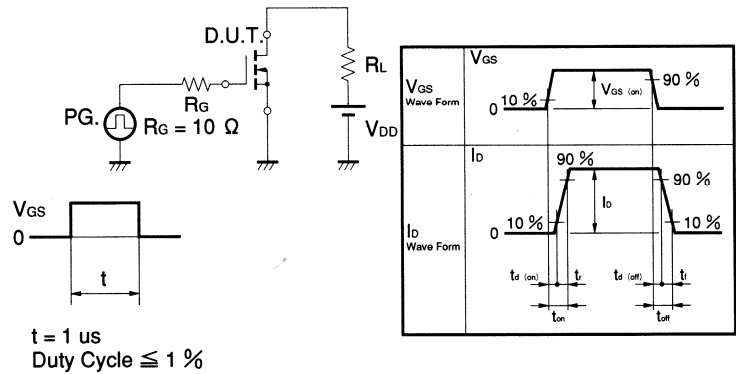 D.U.T.
RL
RG
PG.
RG = 10 Ω
VDD
VGS
0
t
t = 1 us
Duty Cycle ≦ 1 %
VGS
Wave Form
VGS
10 %
0
VGS (on)
90 %
ID
Wave Form
ID
90 %
90 %
10 %
0
ID
10 %
td (on)
tr
td (off)
tf
ton
toff